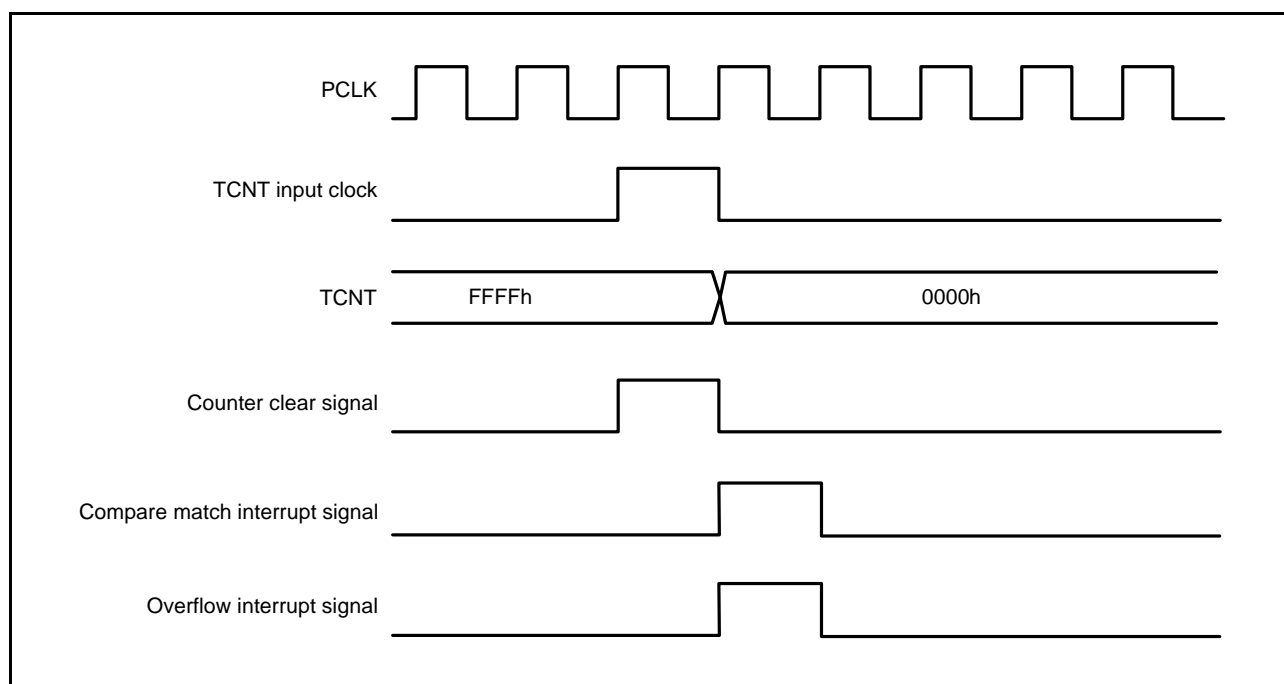 PCLK
TCNT input clock
TCNT
FFFFh
0000h
Counter clear signal
Compare match interrupt signal
Overflow interrupt signal